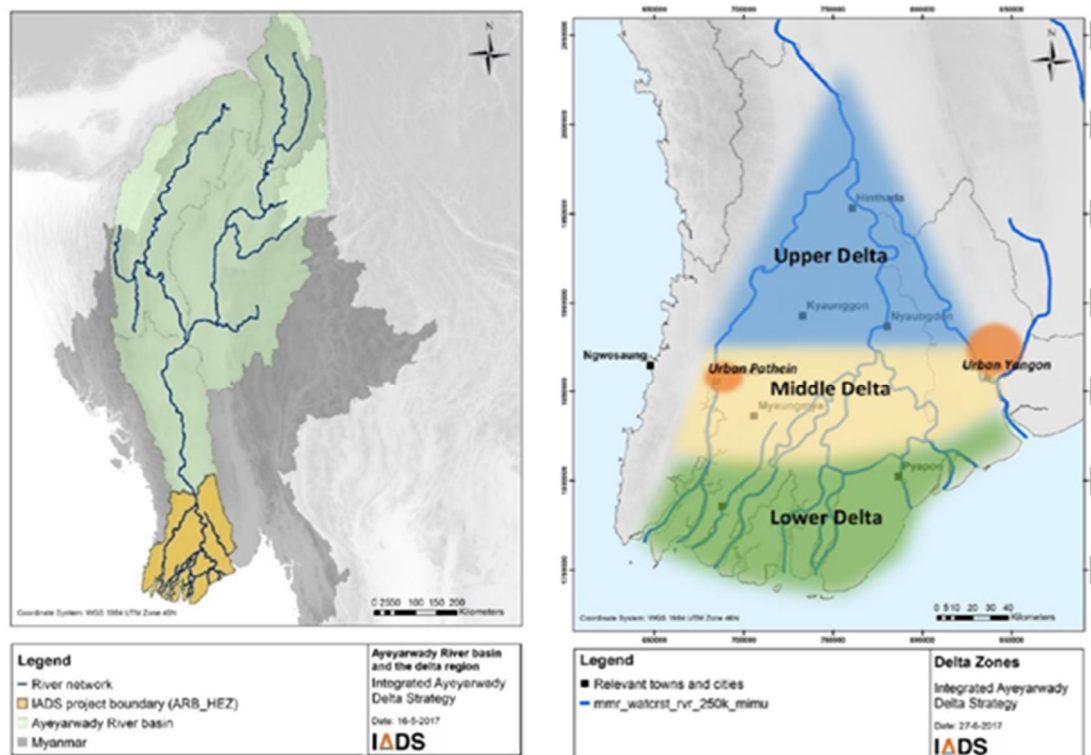 N
Coordinate System: WGS 1984 UTM Zone 46N
0 25 50 100 150 200
Kilometers
Legend
River network
IADS project boundary (ARB_HEZ)
Ayeyarwady River basin
Myanmar
Ayeyarwady River basin
and the delta region
Integrated Ayeyarwady
Delta Strategy
Date: 16-5-2017
IADS
N
Hinthada
Upper Delta
Kyaunggon
Nyaungdon
Ngwesaung
Urban Pathein
Urban Yangon
Middle Delta
Myaungmya
Pyapon
Lower Delta
Coordinate System: WGS 1984 UTM Zone 46N
0 5 10 20 30 40
Kilometers
Legend
Relevant towns and cities
mmr_watcrst_rvr_250k_mimu
Delta Zones
Integrated Ayeyarwady
Delta Strategy
Date: 27-6-2017
IADS